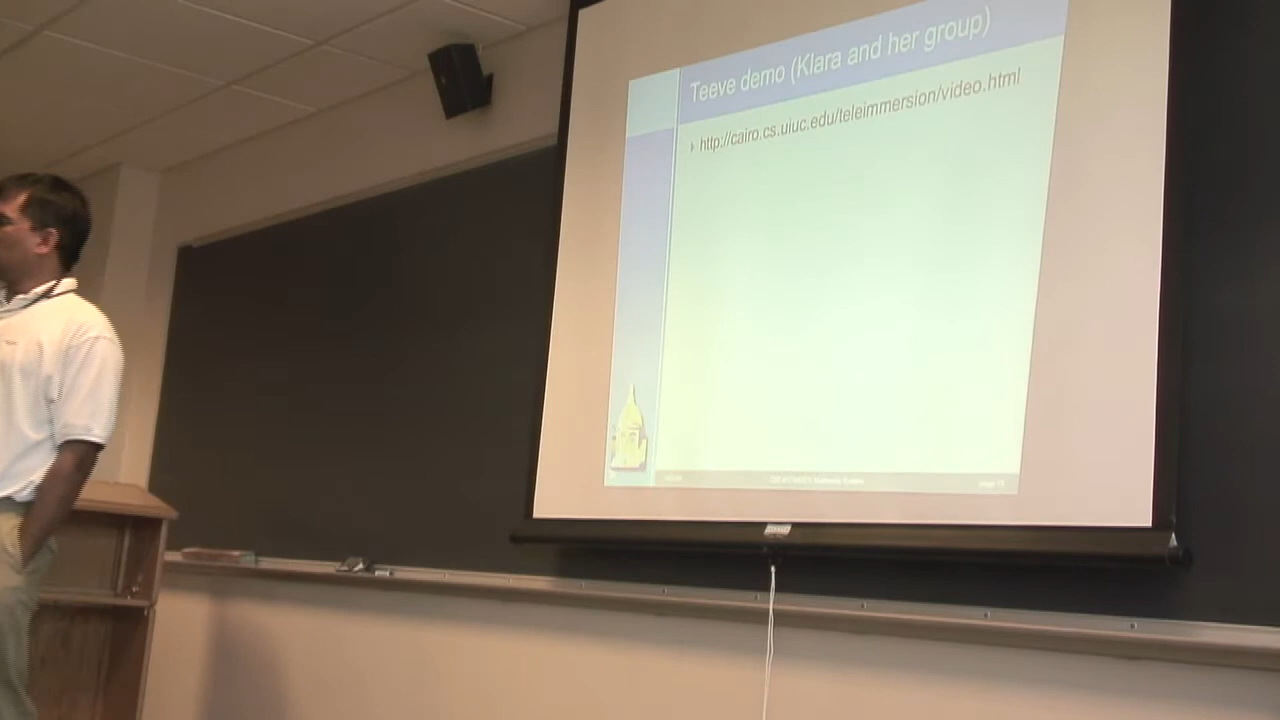 Teeve demo (Klara and her group)
http://cairo.cs.uiuc.edu/teleimmersion/video.html